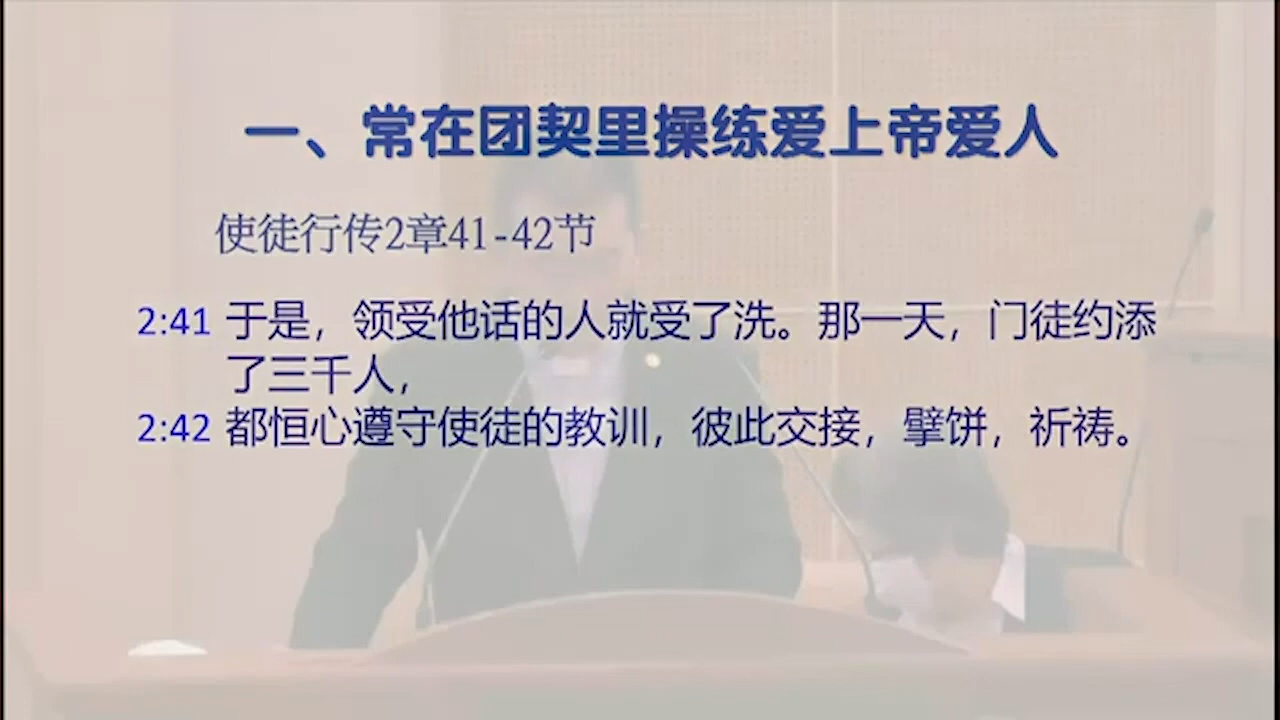 一、常在团契里操练爱上帝爱人
使徒行传2章41-42节
2:41 于是，领受他话的人就受了洗。那一天，门徒约添
了三千人，
2:42 都恒心遵守使徒的教训，彼此交接，擘饼，祈祷。